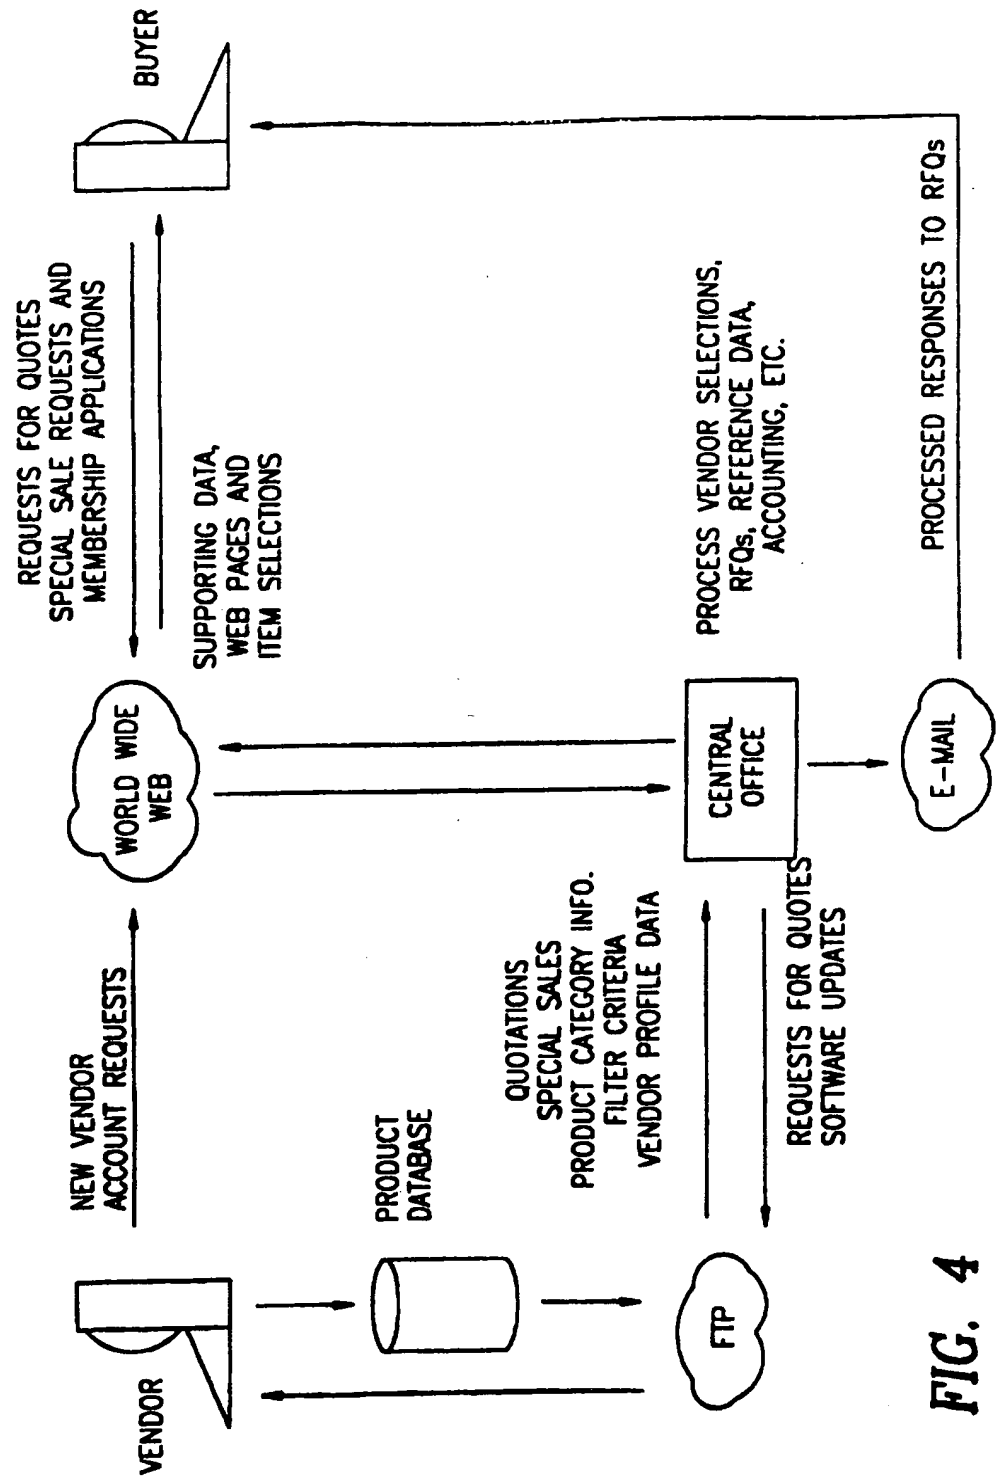 VENDOR
NEW VENDOR
ACCOUNT REQUESTS
WORLD WIDE
WEB
REQUESTS FOR QUOTES
SPECIAL SALE REQUESTS AND
MEMBERSHIP APPLICATIONS
BUYER
SUPPORTING DATA,
WEB PAGES AND
ITEM SELECTIONS
PRODUCT
DATABASE
QUOTATIONS
SPECIAL SALES
PRODUCT CATEGORY INFO.
FILTER CRITERIA
VENDOR PROFILE DATA
FTP
CENTRAL
OFFICE
PROCESS VENDOR SELECTIONS,
RFQs, REFERENCE DATA,
ACCOUNTING, ETC.
REQUESTS FOR QUOTES
SOFTWARE UPDATES
E-MAIL
PROCESSED RESPONSES TO RFQs
FIG. 4